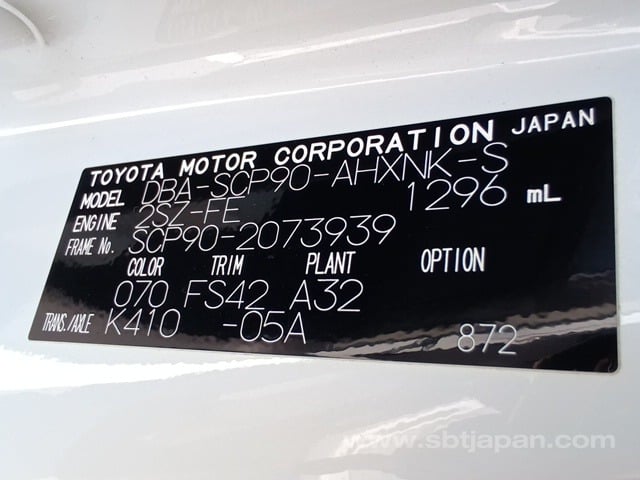 TOYOTA MOTOR CORPORATION JAPAN
MODEL DBA-SCP90-AHXNK-S
ENGINE 2SZ-FE 1296 mL
FRAME No. SCP90-2073939
COLOR TRIM PLANT OPTION
070 FS42 A32
TRANS./AXLE K410 -05A 872
www.sbtjapan.com